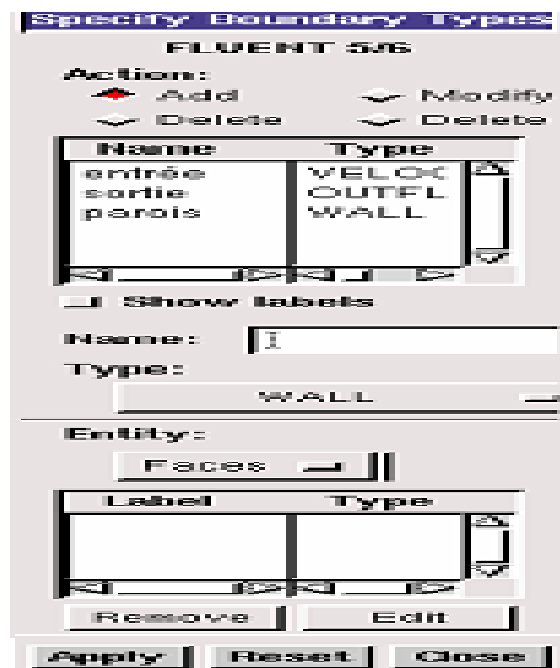 Specify Boundary Types
FLUENT 5/6
Action:
Add Modify
Delete Delete
Name Type
entrée VELOC
sortie OUTFL
parois WALL
Show labels
Name:
Type:
WALL
Entity:
Faces
Label Type
Remove Edit
Apply Reset Close